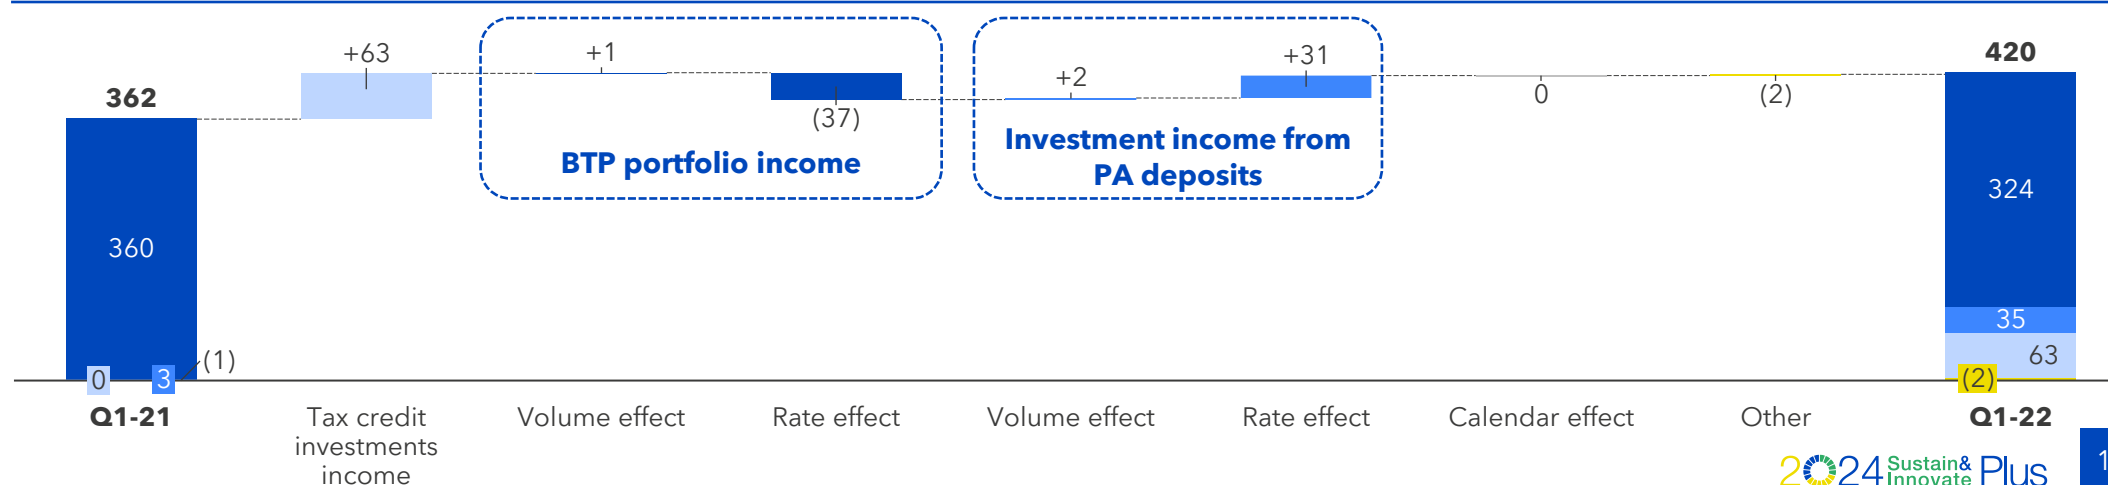 +63
+1
+2
+31
420
362
(37)
0
(2)
BTP portfolio income
Investment income from
PA deposits
360
324
35
63
0
3
(1)
(2)
Q1-21
Tax credit
investments
income
Volume effect
Rate effect
Volume effect
Rate effect
Calendar effect
Other
Q1-22
2024 Sustain& Innovate Plus
1